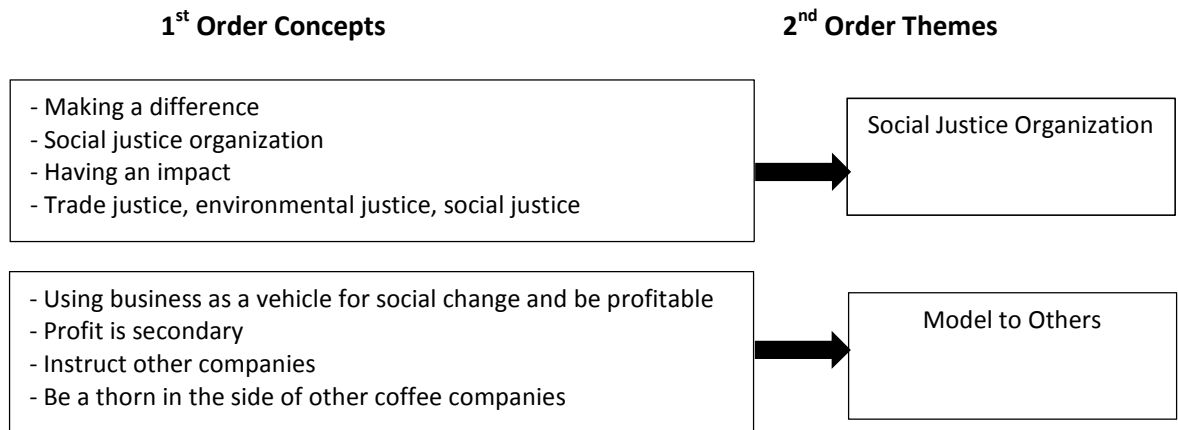 1st Order Concepts
2nd Order Themes
- Making a difference
- Social justice organization
- Having an impact
- Trade justice, environmental justice, social justice
Social Justice Organization
- Using business as a vehicle for social change and be profitable
- Profit is secondary
- Instruct other companies
- Be a thorn in the side of other coffee companies
Model to Others